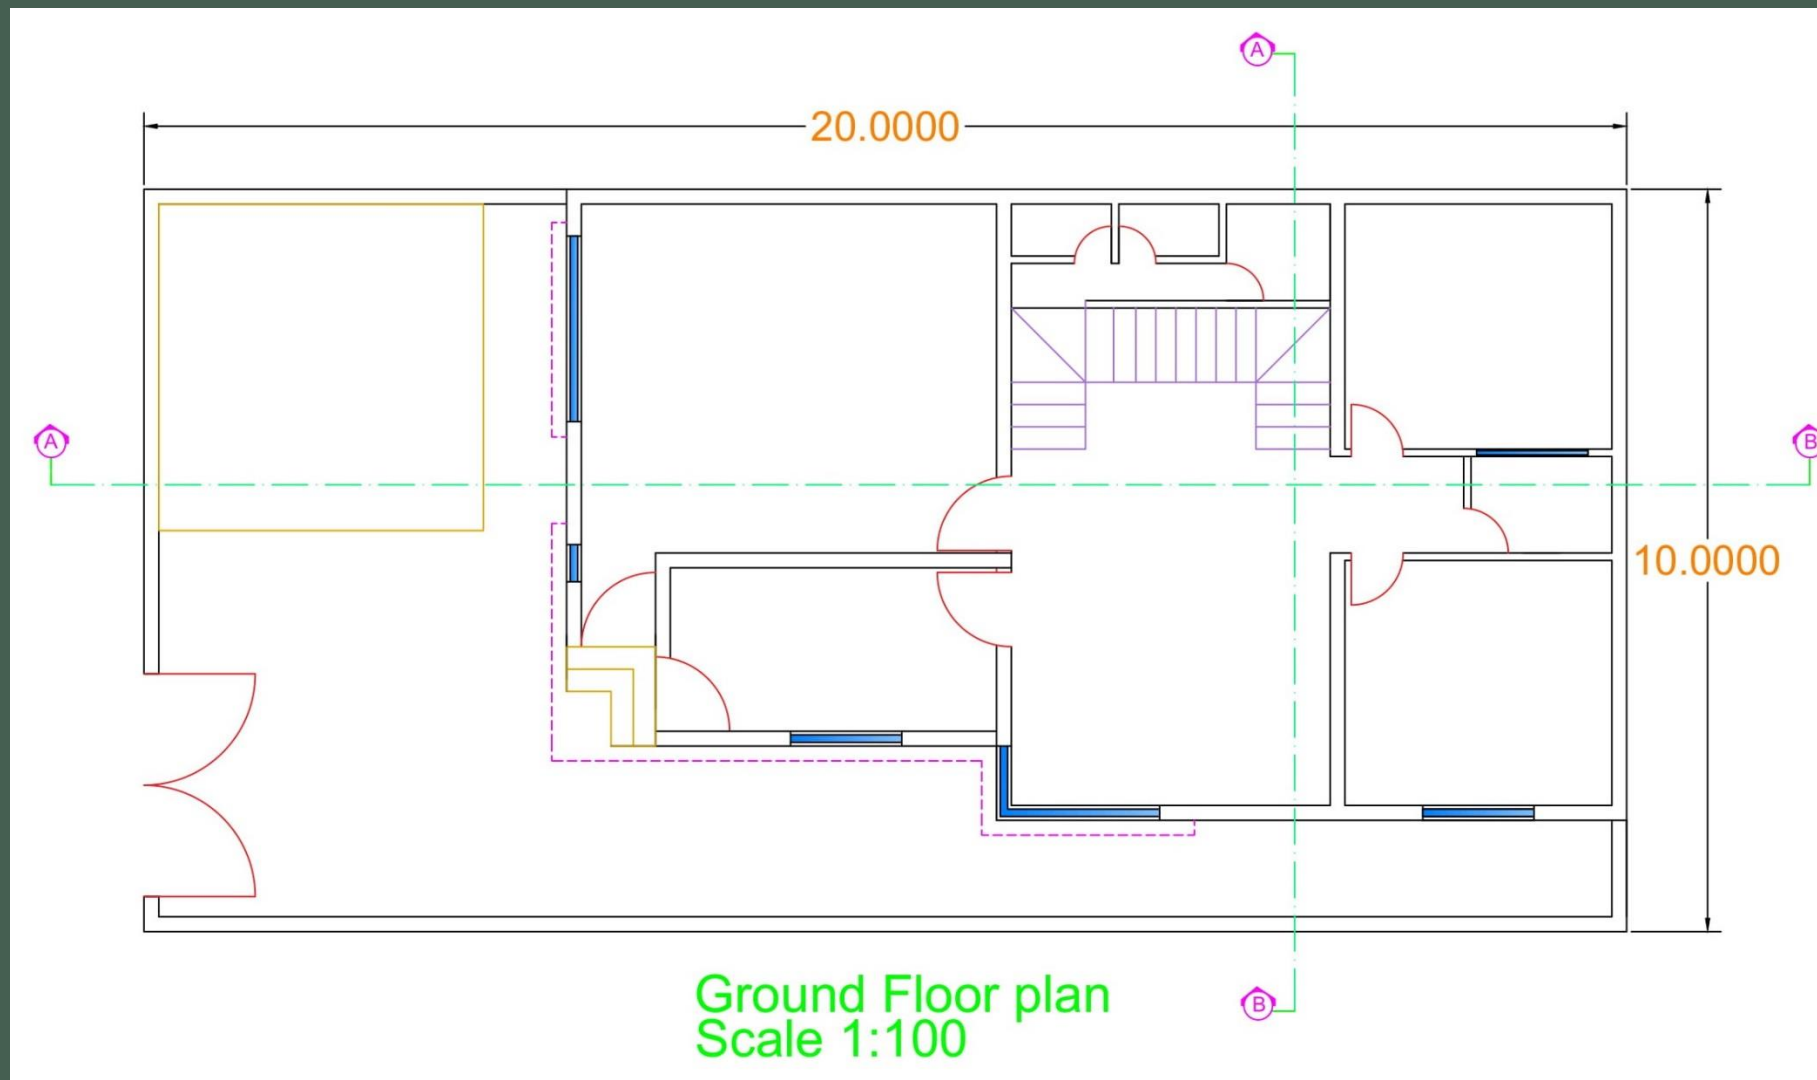 A
20.0000
A
B
10.0000
B
Ground Floor plan
Scale 1:100